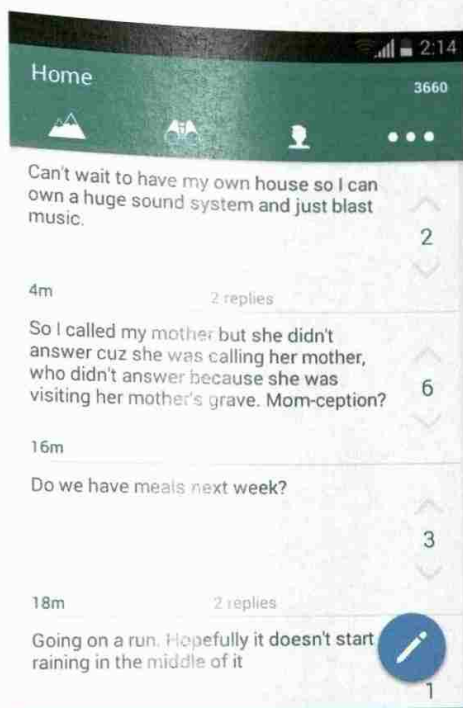 2:14
Home
3660
Can't wait to have my own house so I can
own a huge sound system and just blast
music.
2
4m 2 replies
So I called my mother but she didn't
answer cuz she was calling her mother,
who didn't answer because she was
visiting her mother's grave. Mom-ception?
6
16m
Do we have meals next week?
3
18m 2 replies
Going on a run. Hopefully it doesn't start
raining in the middle of it
1